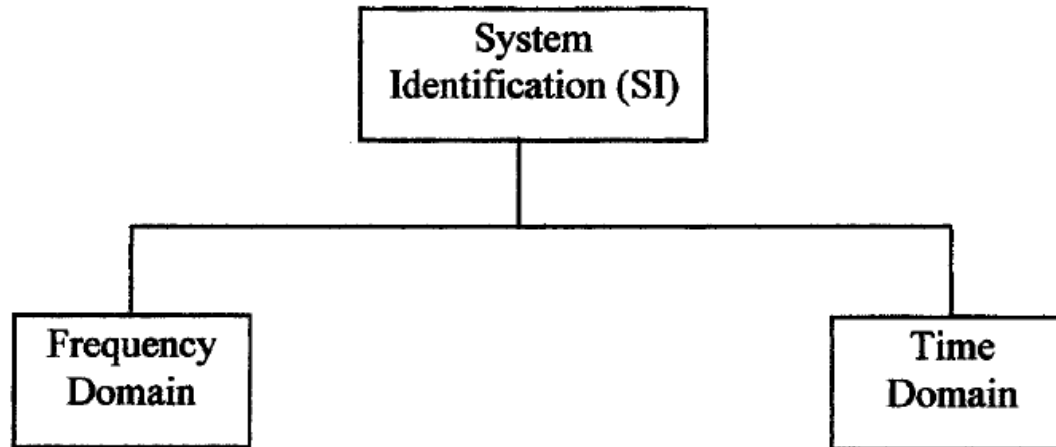 System
Identification (SI)
Frequency
Domain
Time
Domain